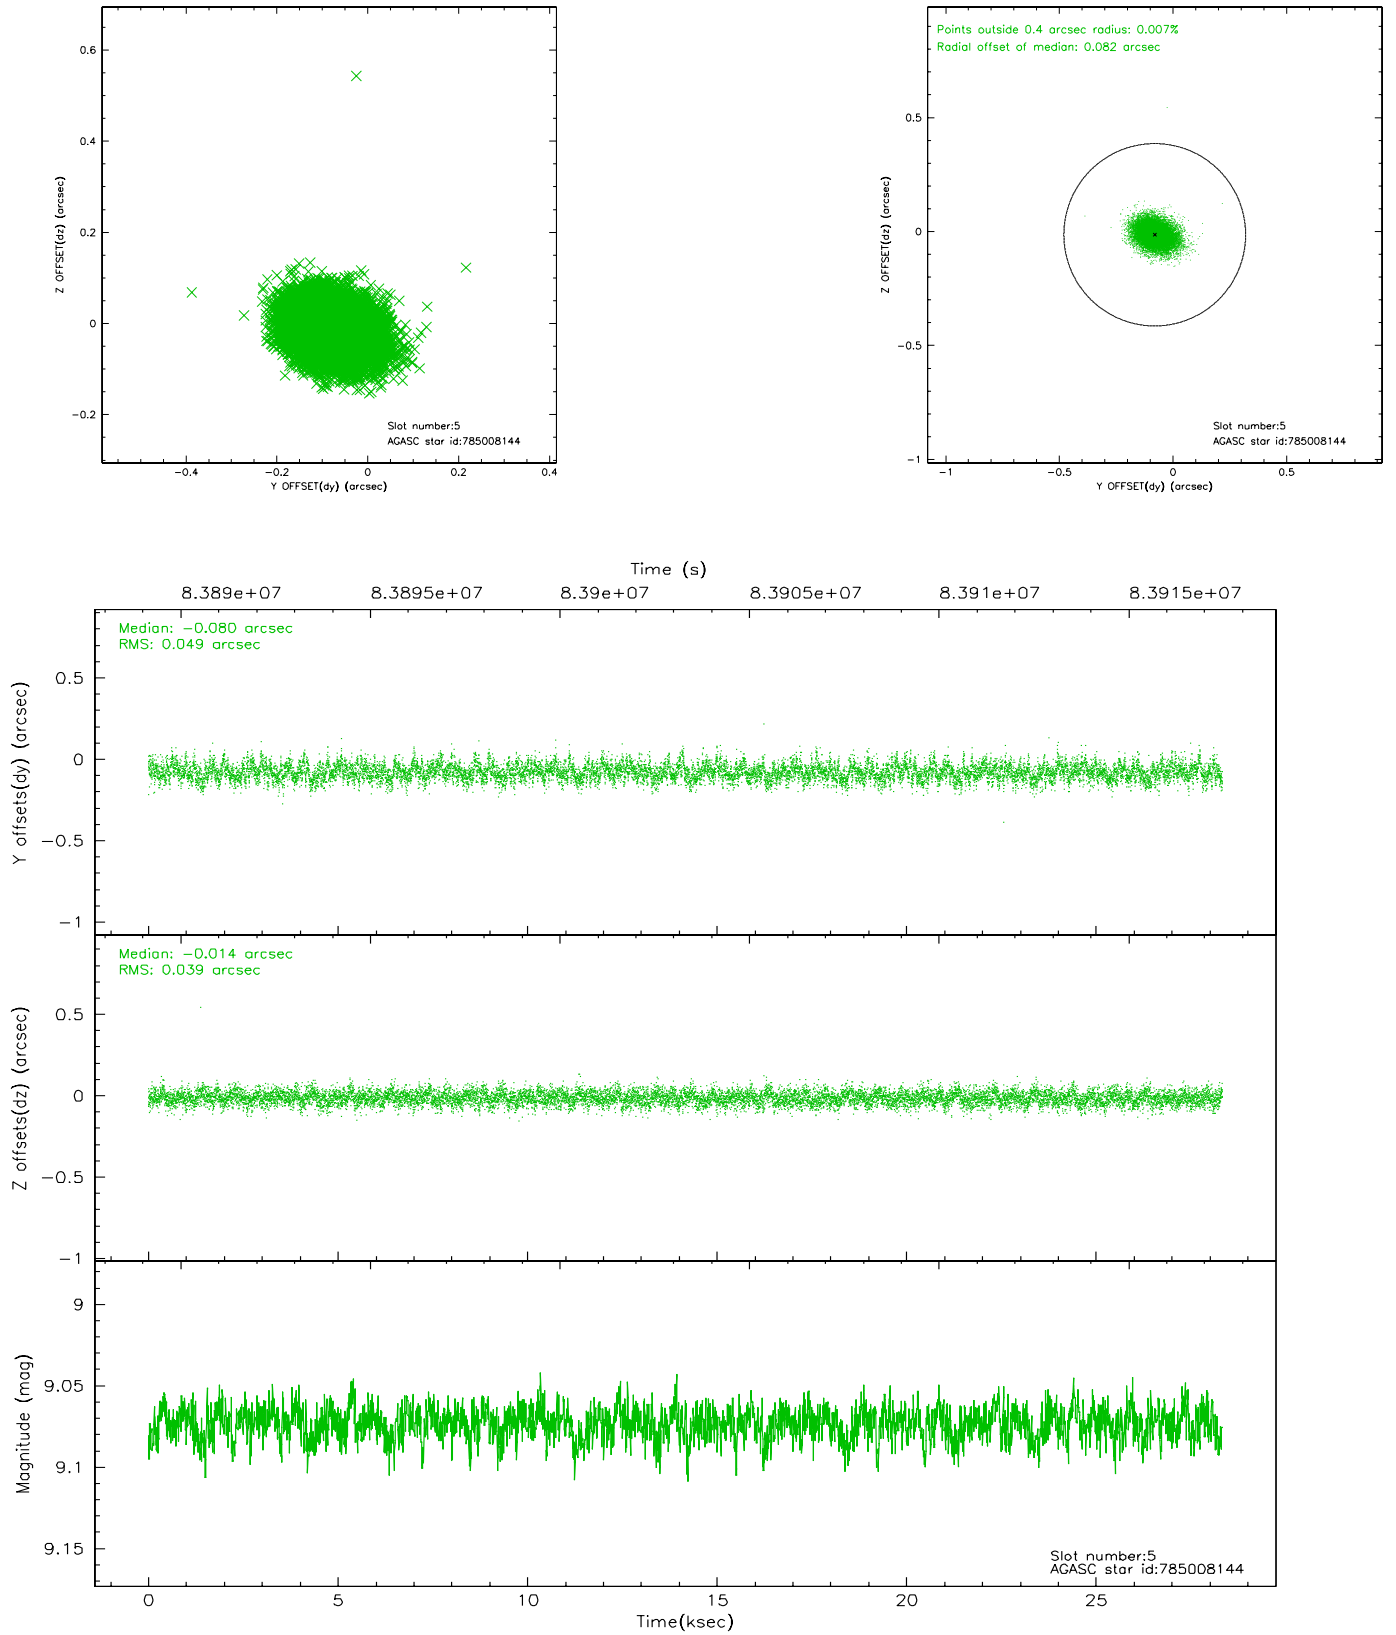 0.6
0.4
0.2
0
−0.2
Z OFFSET(dz) (arcsec)
Slot number:5
AGASC star id:785008144
−0.4
−0.2
0
0.2
0.4
Y OFFSET(dy) (arcsec)
Points outside 0.4 arcsec radius: 0.007%
Radial offset of median: 0.082 arcsec
0.5
0
−0.5
−1
Z OFFSET(dz) (arcsec)
Slot number:5
AGASC star id:785008144
−1
−0.5
0
0.5
Y OFFSET(dy) (arcsec)
Time (s)
8.389e+07
8.3895e+07
8.39e+07
8.3905e+07
8.391e+07
8.3915e+07
Median: −0.080 arcsec
RMS: 0.049 arcsec
0.5
0
−0.5
−1
Y offsets(dy) (arcsec)
Median: −0.014 arcsec
RMS: 0.039 arcsec
0.5
0
−0.5
−1
Z offsets(dz) (arcsec)
9
9.05
9.1
9.15
Magnitude (mag)
Slot number:5
AGASC star id:785008144
0
5
10
15
20
25
Time(ksec)